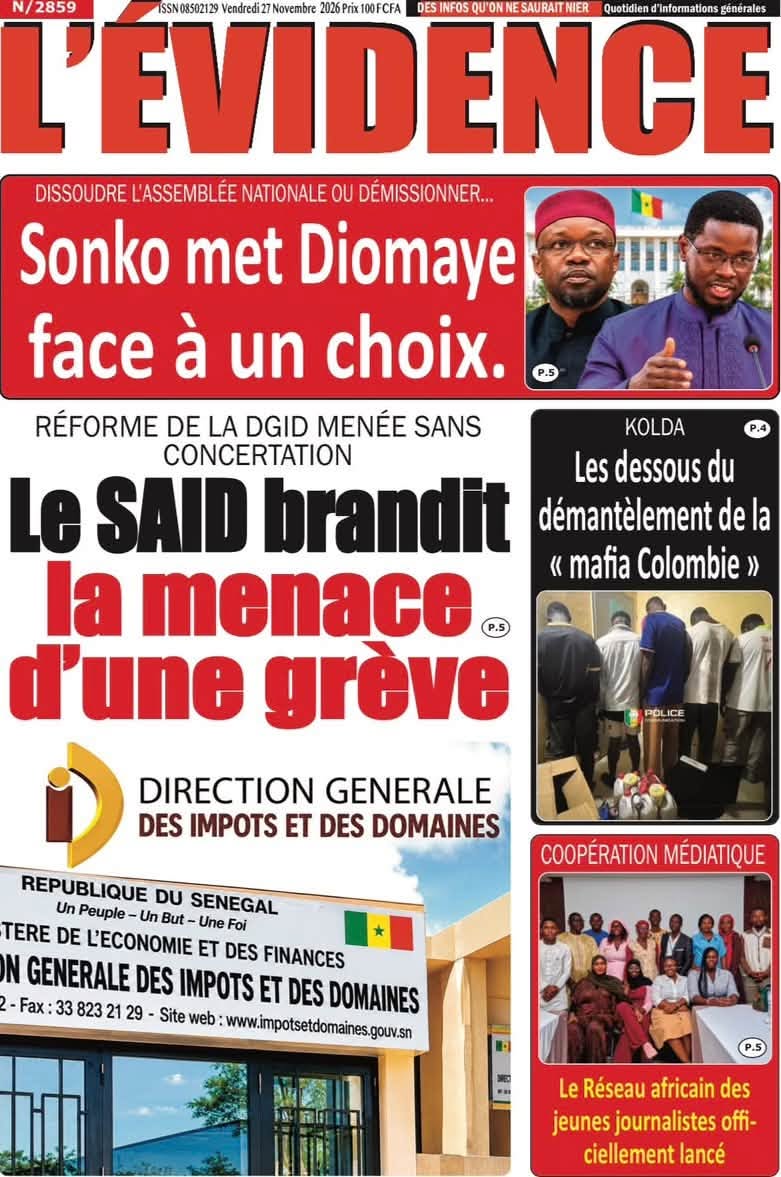 N/2859
ISSN 08502129 Vendredi 27 Novembre 2026 Prix 100 FCFA
DES INFOS QU'ON NE SAURAIT NIER
Quotidien d'informations générales
L'ÉVIDENCE
DISSOUDRE L'ASSEMBLÉE NATIONALE OU DÉMISSIONNER...
Sonko met Diomaye
face à un choix.
P.5
RÉFORME DE LA DGID MENÉE SANS
CONCERTATION
Le SAID brandit
la menace
P.5
d'une grève
DIRECTION GENERALE
DES IMPOTS ET DES DOMAINES
REPUBLIQUE DU SENEGAL
Un Peuple – Un But – Une Foi
STERE DE L'ECONOMIE ET DES FINANCES
ON GENERALE DES IMPOTS ET DES DOMAINES
2 - Fax : 33 823 21 29 - Site web : www.impotsetdomaines.gouv.sn
DIRECTION
KOLDA
P.4
Les dessous du
démantèlement de la
« mafia Colombie »
POLICE
COMMUNICATION
COOPÉRATION MÉDIATIQUE
P.5
Le Réseau africain des
jeunes journalistes offi-
ciellement lancé